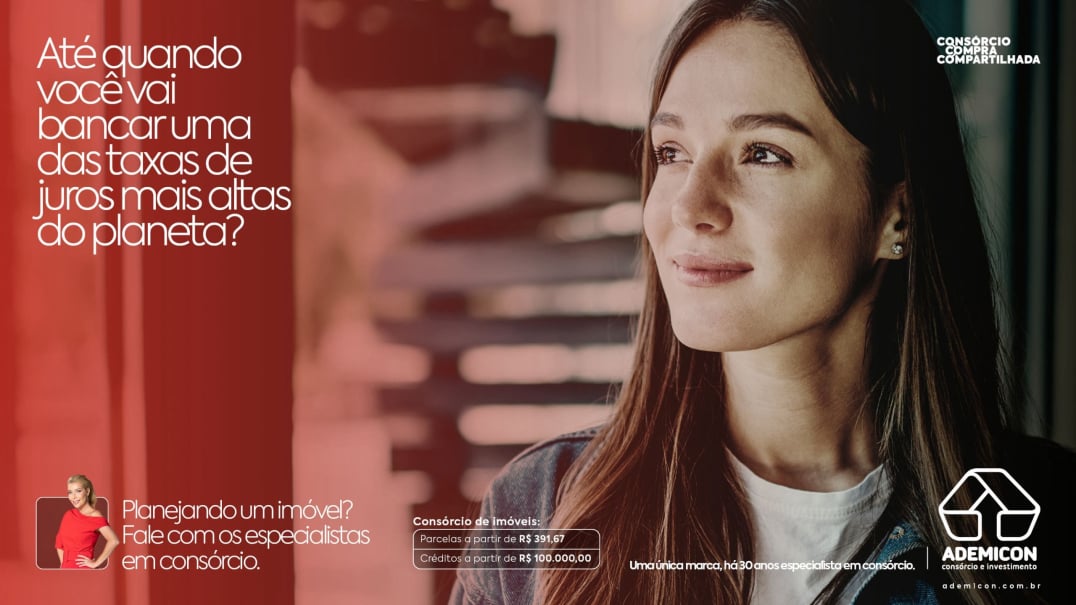 Até quando
você vai
bancar uma
das taxas de
juros mais altas
do planeta?
CONSÓRCIO
COMPRA
COMPARTILHADA
Planejando um imóvel?
Fale com os especialistas
em consórcio.
Consórcio de imóveis:
Parcelas a partir de R$ 391,67
Créditos a partir de R$ 100.000,00
Uma única marca, há 30 anos especialista em consórcio.
ADEMICON
consórcio e investimento
ademicon.com.br